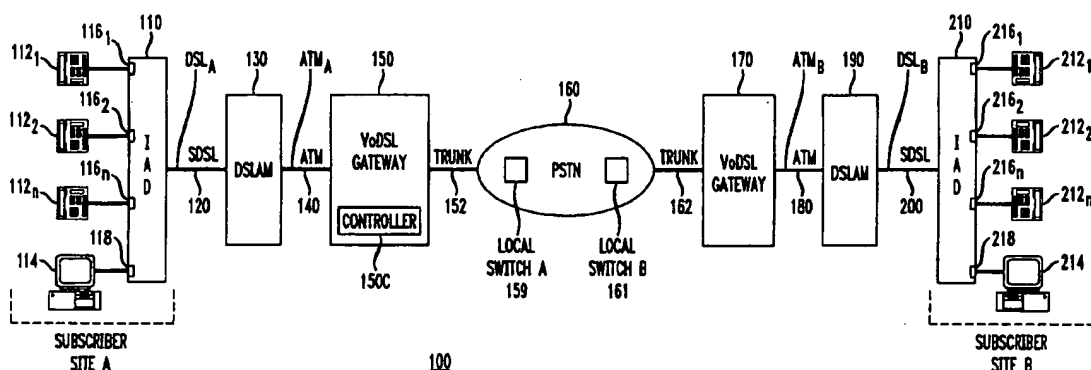 110
116₁
112₁
116₂
112₂
116ₙ
112ₙ
118
114
IAD
DSL_A
SDSL
120
130
DSLAM
ATM_A
ATM
140
150
VoDSL
GATEWAY
CONTROLLER
150C
TRUNK
152
160
PSTN
LOCAL
SWITCH A
159
LOCAL
SWITCH B
161
TRUNK
162
170
VoDSL
GATEWAY
ATM_B
ATM
180
190
DSLAM
DSL_B
SDSL
200
210
IAD
216₁
212₁
216₂
212₂
216ₙ
212ₙ
218
214
SUBSCRIBER
SITE A
SUBSCRIBER
SITE B
100